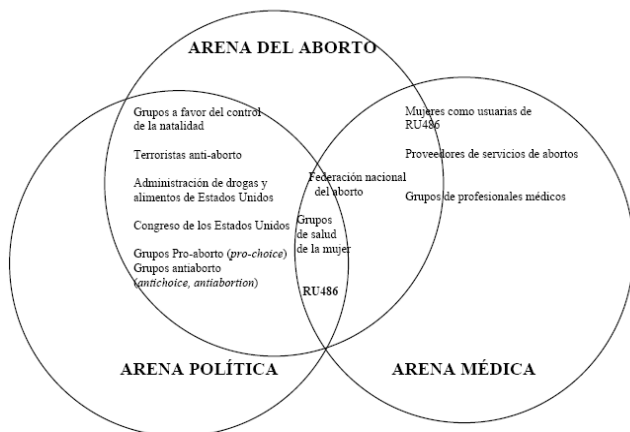 ARENA DEL ABORTO
Grupos a favor del control
de la natalidad
Terroristas anti-aborto
Administración de drogas y
alimentos de Estados Unidos
Congreso de los Estados Unidos
Grupos Pro-aborto (pro-choice)
Grupos antiaborto
(antichoice, antiabortion)
Federación nacional
del aborto
Grupos
de salud
de la mujer
RU486
Mujeres como usuarias de
RU486
Proveedores de servicios de abortos
Grupos de profesionales médicos
ARENA POLÍTICA
ARENA MÉDICA